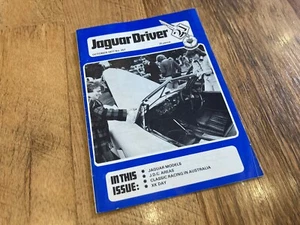 Jaguar Driver
IN THIS
ISSUE:
JAGUAR MODELS
J.D.C. AREAS
CLASSIC RACING IN AUSTRALIA
XK DAY